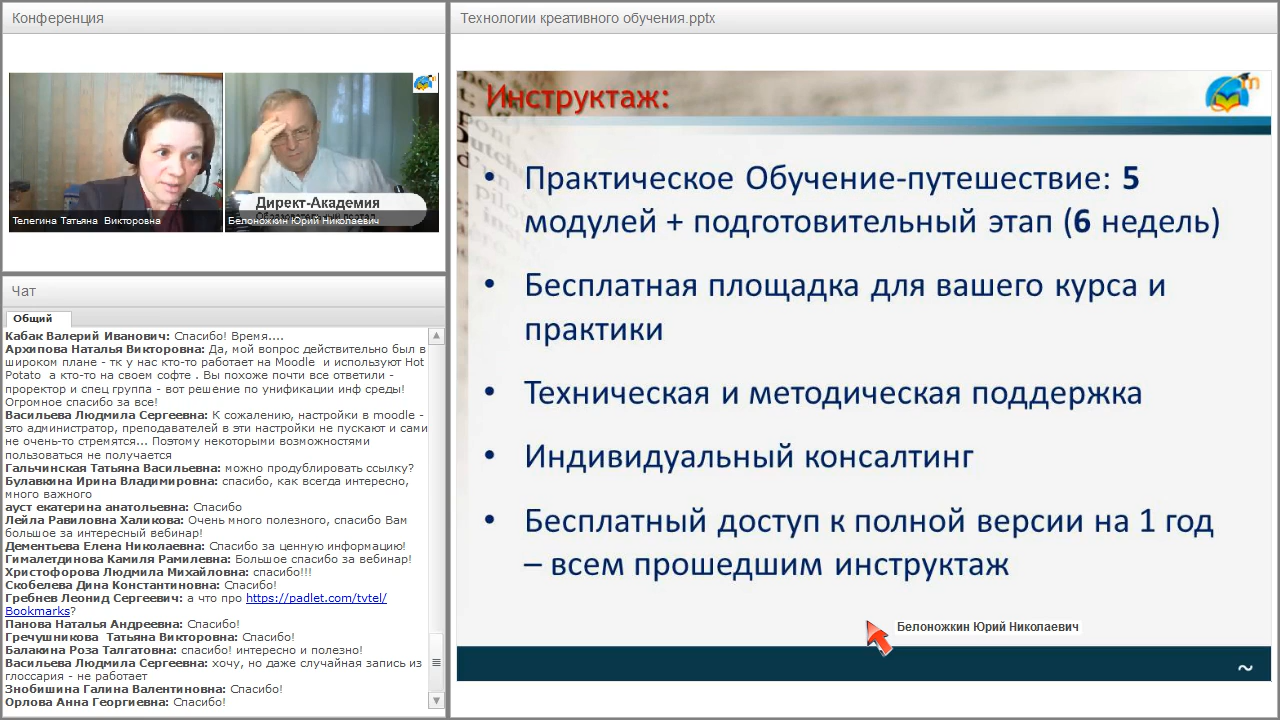 Конференция
Телегина Татьяна Викторовна
Директ-Академия
Белоножкин Юрий Николаевич
Чат
Общий
Кабак Валерий Иванович: Спасибо! Время....
Архипова Наталья Викторовна: Да, мой вопрос действительно был в
широком плане - тк у нас кто-то работает на Moodle и используют Hot
Potato а кто-то на своем софте . Вы похоже почти все ответили -
проректор и спец группа - вот решение по унификации инф среды!
Огромное спасибо за все!
Васильева Людмила Сергеевна: К сожалению, настройки в moodle -
это администратор, преподавателей в эти настройки не пускают и сами
не очень-то стремятся... Поэтому некоторыми возможностями
пользоваться не получается
Гальчинская Татьяна Васильевна: можно продублировать ссылку?
Булавкина Ирина Владимировна: спасибо, как всегда интересно,
много важного
ауст екатерина анатольевна: Спасибо
Лейла Равиловна Халикова: Очень много полезного, спасибо Вам
большое за интересный вебинар!
Дементьева Елена Николаевна: Спасибо за ценную информацию!
Гималетдинова Камиля Рамилевна: Большое спасибо за вебинар!
Христофорова Людмила Михайловна: спасибо!!!
Скобелева Дина Константиновна: Спасибо!
Гребнев Леонид Сергеевич: а что про https://padlet.com/tvtel/
Bookmarks?
Панова Наталья Андреевна: Спасибо!
Гречушникова Татьяна Викторовна: Спасибо!
Балакина Роза Талгатовна: спасибо! интересно и полезно!
Васильева Людмила Сергеевна: хочу, но даже случайная запись из
глоссария - не работает
Знобишина Галина Валентиновна: Спасибо!
Орлова Анна Георгиевна: Спасибо!
Технологии креативного обучения.pptx
Инструктаж:
• Практическое Обучение-путешествие: 5
модулей + подготовительный этап (6 недель)
• Бесплатная площадка для вашего курса и
практики
• Техническая и методическая поддержка
• Индивидуальный консалтинг
• Бесплатный доступ к полной версии на 1 год
– всем прошедшим инструктаж
Белоножкин Юрий Николаевич
~